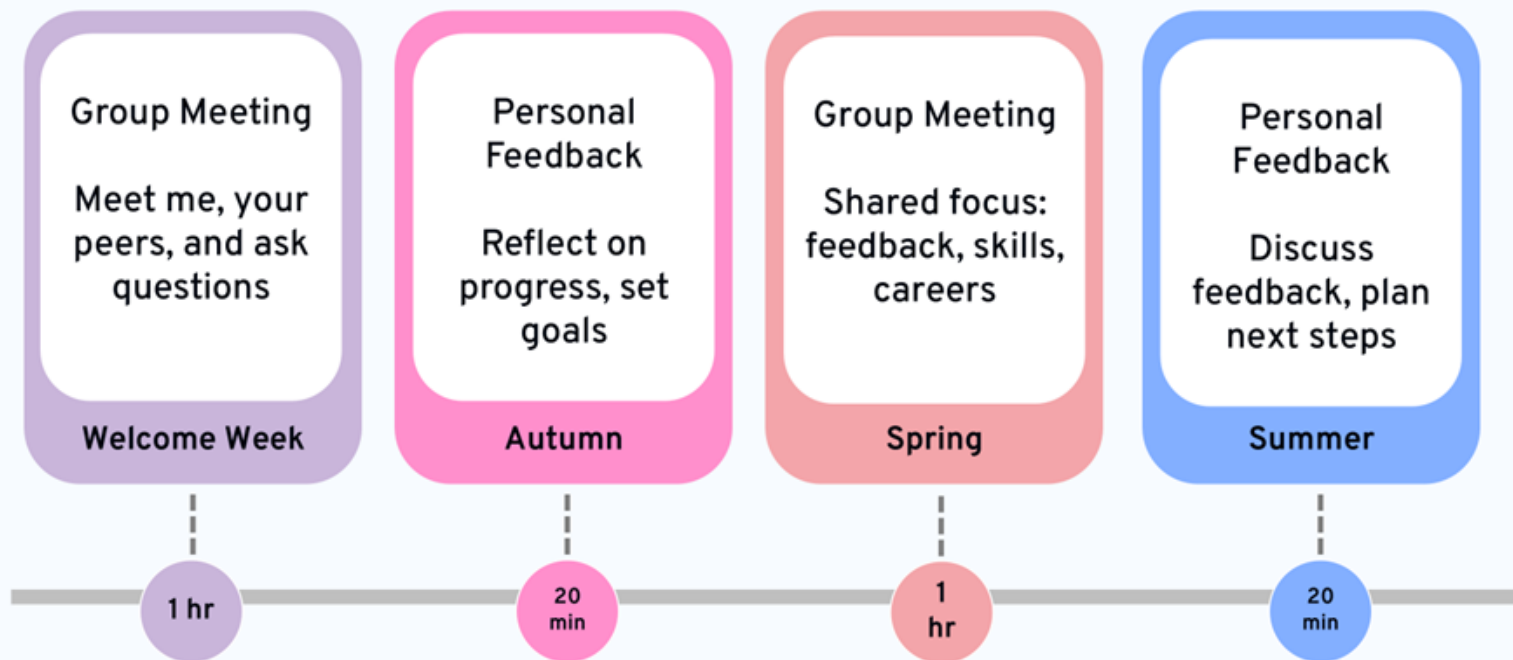 Group Meeting
Meet me, your
peers, and ask
questions
Welcome Week
1 hr
Personal
Feedback
Reflect on
progress, set
goals
Autumn
20
min
Group Meeting
Shared focus:
feedback, skills,
careers
Spring
1
hr
Personal
Feedback
Discuss
feedback, plan
next steps
Summer
20
min